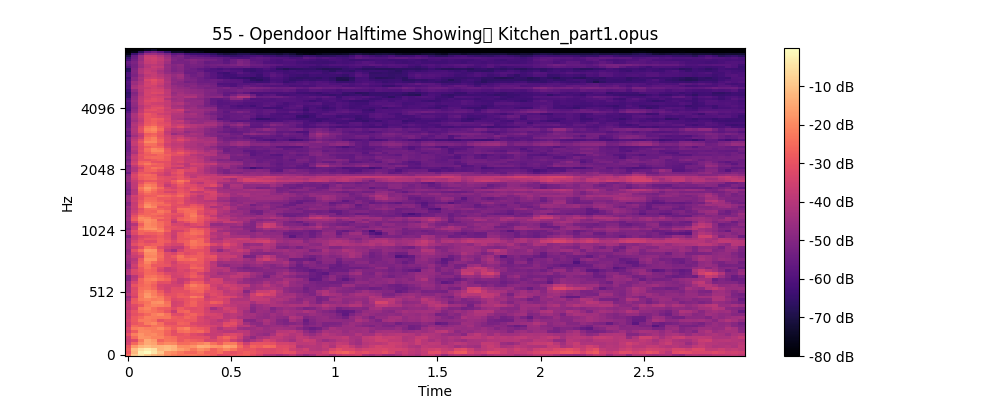 55 - Opendoor Halftime Showing Kitchen_part1.opus
Hz
4096
2048
1024
512
0
0 0.5 1 1.5 2 2.5
Time
-10 dB
-20 dB
-30 dB
-40 dB
-50 dB
-60 dB
-70 dB
-80 dB